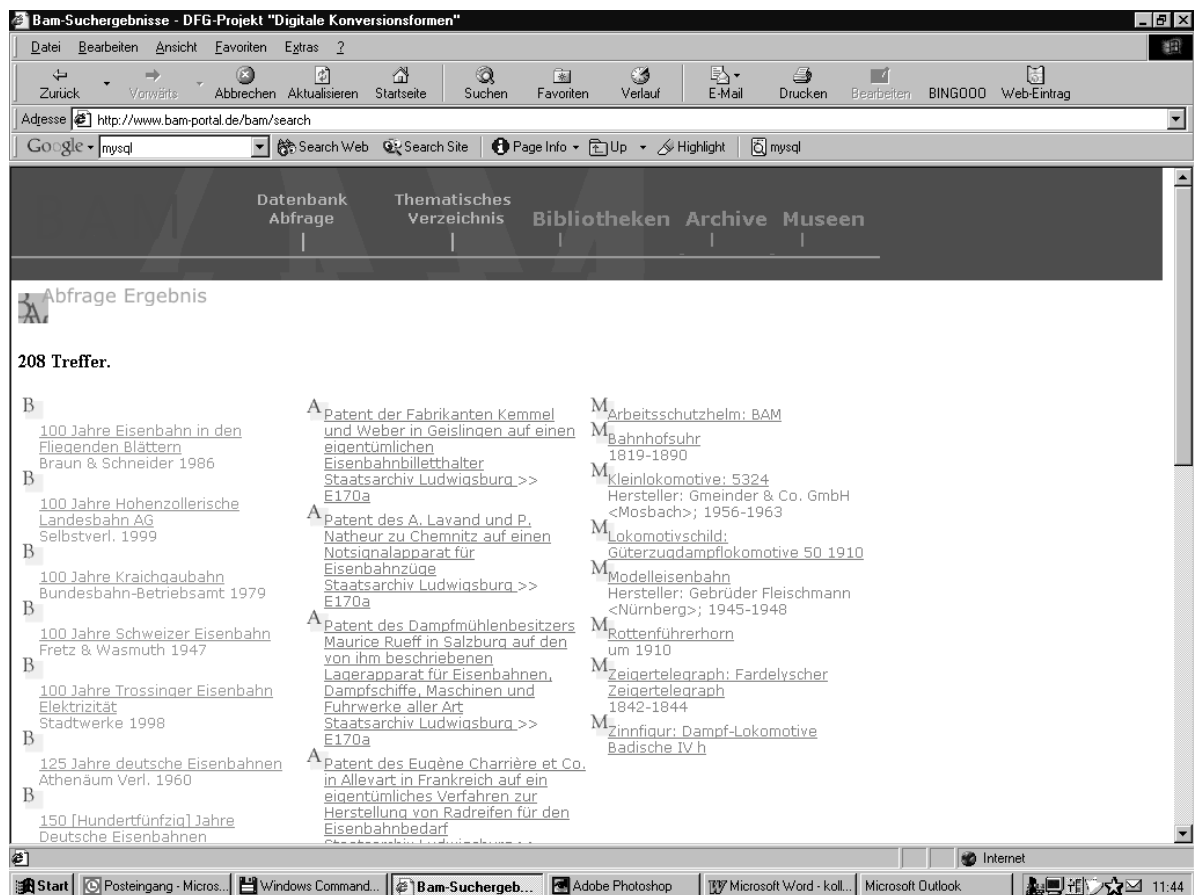 Bam-Suchergebnisse - DFG-Projekt "Digitale Konversionsformen"
Datei Bearbeiten Ansicht Favoriten Extras ?
Zurück Vorwärts Abbrechen Aktualisieren Startseite Suchen Favoriten Verlauf E-Mail Drucken Bearbeiten BINGOOO Web-Eintrag
Adresse http://www.bam-portal.de/bam/search
Google mysql Search Web Search Site Page Info Up Highlight mysql
BAM
Datenbank
Abfrage
Thematisches
Verzeichnis
Bibliotheken Archive Museen
Abfrage Ergebnis
208 Treffer.
B
100 Jahre Eisenbahn in den
Fliegenden Blättern
Braun & Schneider 1986
B
100 Jahre Hohenzollerische
Landesbahn AG
Selbstverl. 1999
B
100 Jahre Kraichgaubahn
Bundesbahn-Betriebsamt 1979
B
100 Jahre Schweizer Eisenbahn
Fretz & Wasmuth 1947
B
100 Jahre Trossinger Eisenbahn
Elektrizität
Stadtwerke 1998
B
125 Jahre deutsche Eisenbahnen
Athenäum Verl. 1960
B
150 [Hundertfünfzig] Jahre
Deutsche Eisenbahnen
A Patent der Fabrikanten Kemmel
und Weber in Geislingen auf einen
eigentümlichen
Eisenbahnbilletthalter
Staatsarchiv Ludwigsburg >>
E170a
A Patent des A. Lavand und P.
Natheur zu Chemnitz auf einen
Notsignalapparat für
Eisenbahnzüge
Staatsarchiv Ludwigsburg >>
E170a
A Patent des Dampfmühlenbesitzers
Maurice Rueff in Salzburg auf den
von ihm beschriebenen
Lagerapparat für Eisenbahnen,
Dampfschiffe, Maschinen und
Fuhrwerke aller Art
Staatsarchiv Ludwigsburg >>
E170a
A Patent des Eugène Charrière et Co.
in Allevart in Frankreich auf ein
eigentümliches Verfahren zur
Herstellung von Radreifen für den
Eisenbahnbedarf
Staatsarchiv Ludwigsburg >>
M Arbeitsschutzhelm: BAM
M Bahnhofsuhr
1819-1890
M Kleinlokomotive: 5324
Hersteller: Gmeinder & Co. GmbH
<Mosbach>; 1956-1963
M Lokomotivschild:
Güterzugdampflokomotive 50 1910
M Modelleisenbahn
Hersteller: Gebrüder Fleischmann
<Nürnberg>; 1945-1948
M Rottenführerhorn
um 1910
M Zeigertelegraph: Fardelyscher
Zeigertelegraph
1842-1844
M Zinnfigur: Dampf-Lokomotive
Badische IV h
Internet
Start Posteingang - Micros... Windows Command... Bam-Suchergeb... Adobe Photoshop Microsoft Word - koll... Microsoft Outlook 11:44